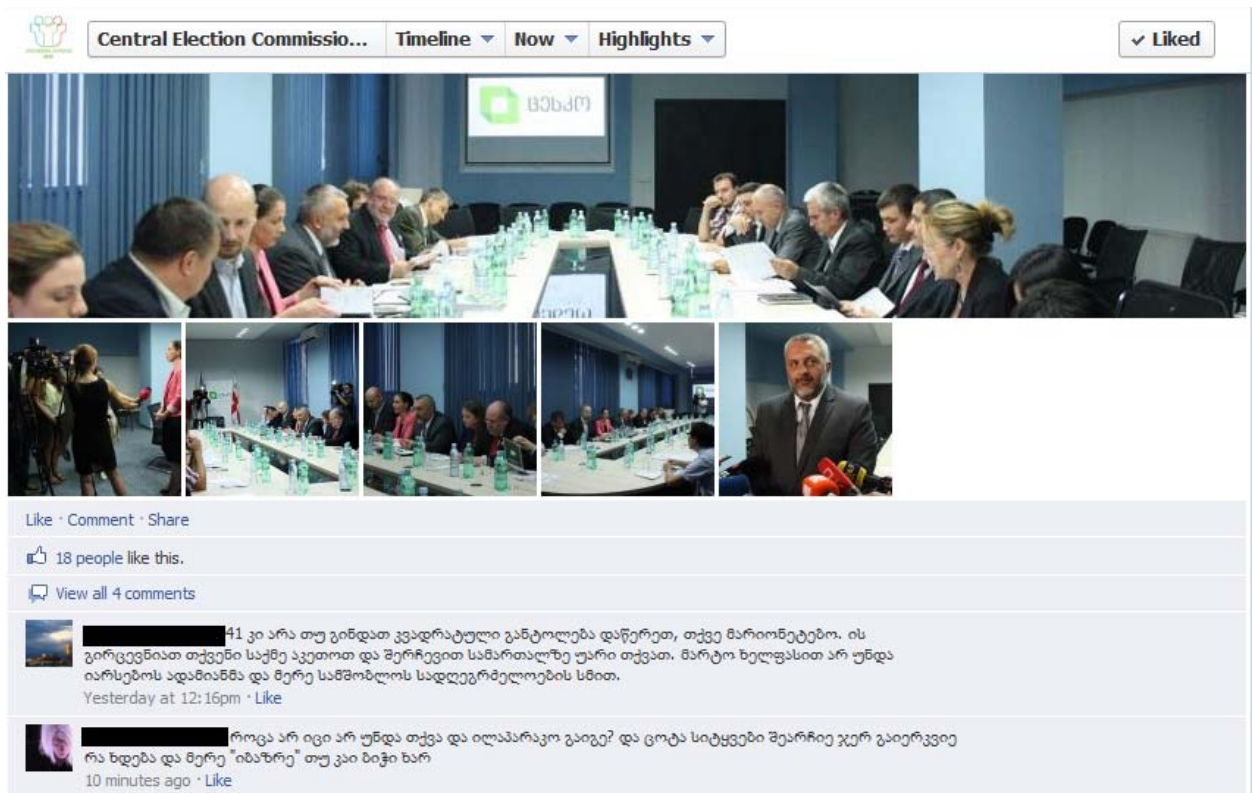 Central Election Commissio... Timeline Now Highlights Liked
ცესკო
Like · Comment · Share
18 people like this.
View all 4 comments
41 კი არა თუ გინდათ კვადრატული განტოლება დაწერეთ, თქვე მარიონეტებო. ის
გირცევნიათ თქვენი საქმე აკეთოთ და შერჩევით სამართალზე უარი თქვათ. მარტო ხელფასით არ უნდა
იარსებოს ადამიანმა და მერე სამშობლოს სადღეგრძელოების სმით.
Yesterday at 12:16pm · Like
როცა არ იცი არ უნდა თქვა და ილაპარაკო გაიგე? და ცოტა სიტყვები შეარჩიე ჯერ გაიერკვიე
რა ხდება და მერე "იბაზრე" თუ კაი ბიჭი ხარ
10 minutes ago · Like